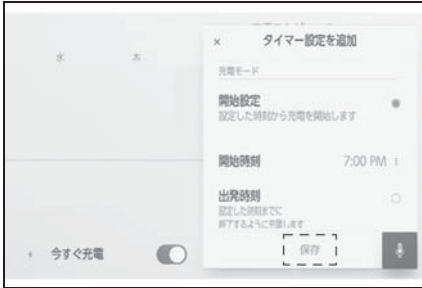 水
木
今すぐ充電
× タイマー設定を追加
充電モード
開始設定
設定した時刻から充電を開始します
開始時刻 7:00 PM
出発時刻
設定した時刻までに
終了するように充電します
保存